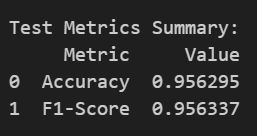 Test Metrics Summary:
Metric Value
0 Accuracy 0.956295
1 F1-Score 0.956337